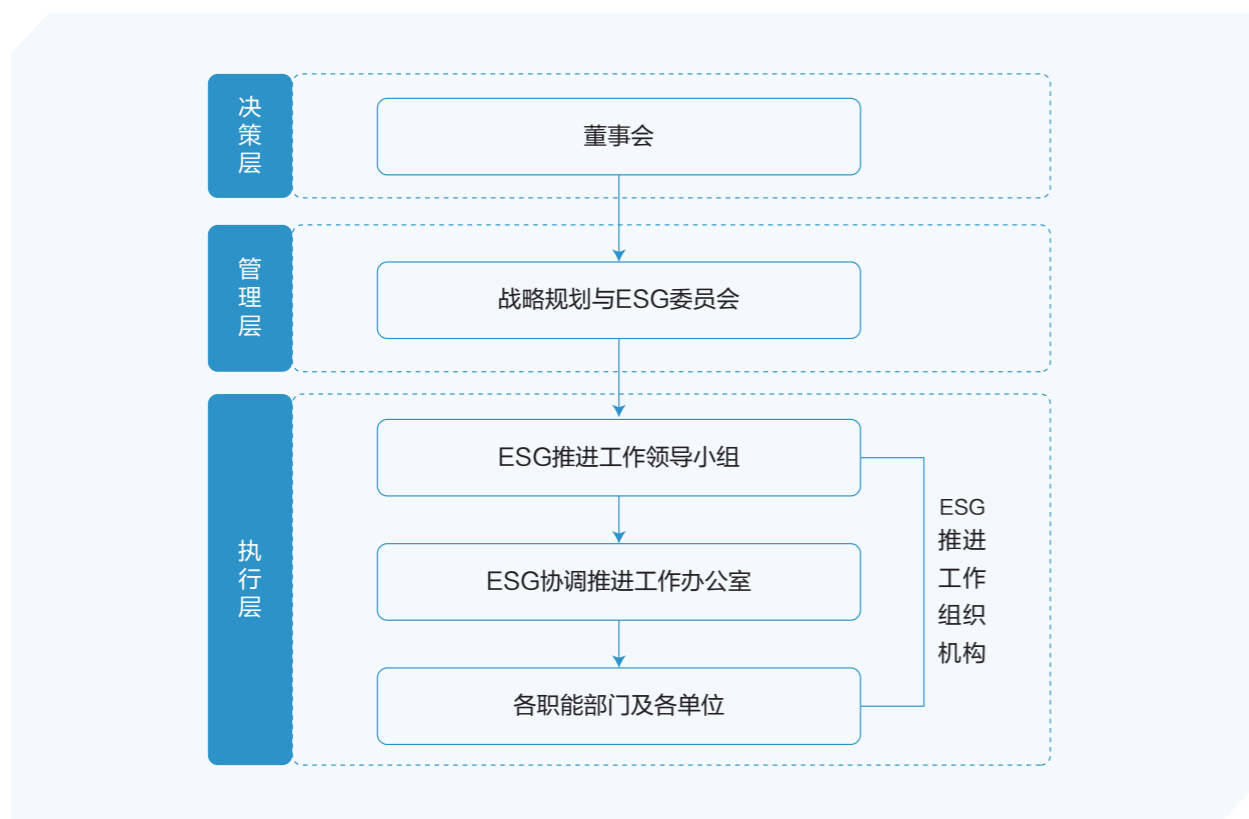 决策层
董事会
管理层
战略规划与ESG委员会
执行层
ESG推进工作领导小组
ESG协调推进工作办公室
各职能部门及各单位
ESG
推进
工作
组织
机构